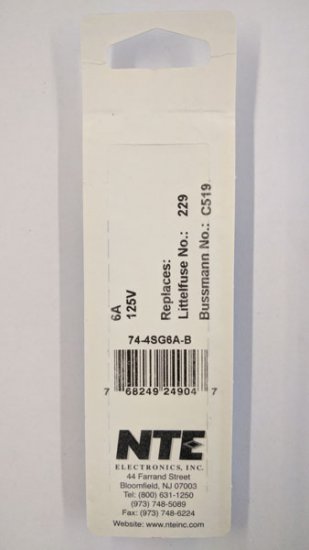 6A
125V
Replaces:
Littelfuse No.: 229
Bussmann No.: C519
74-4SG6A-B
7 68249 24904 7
NTE
ELECTRONICS, INC.
44 Farrand Street
Bloomfield, NJ 07003
Tel: (800) 631-1250
(973) 748-5089
Fax: (973) 748-6224
Website: www.nteinc.com